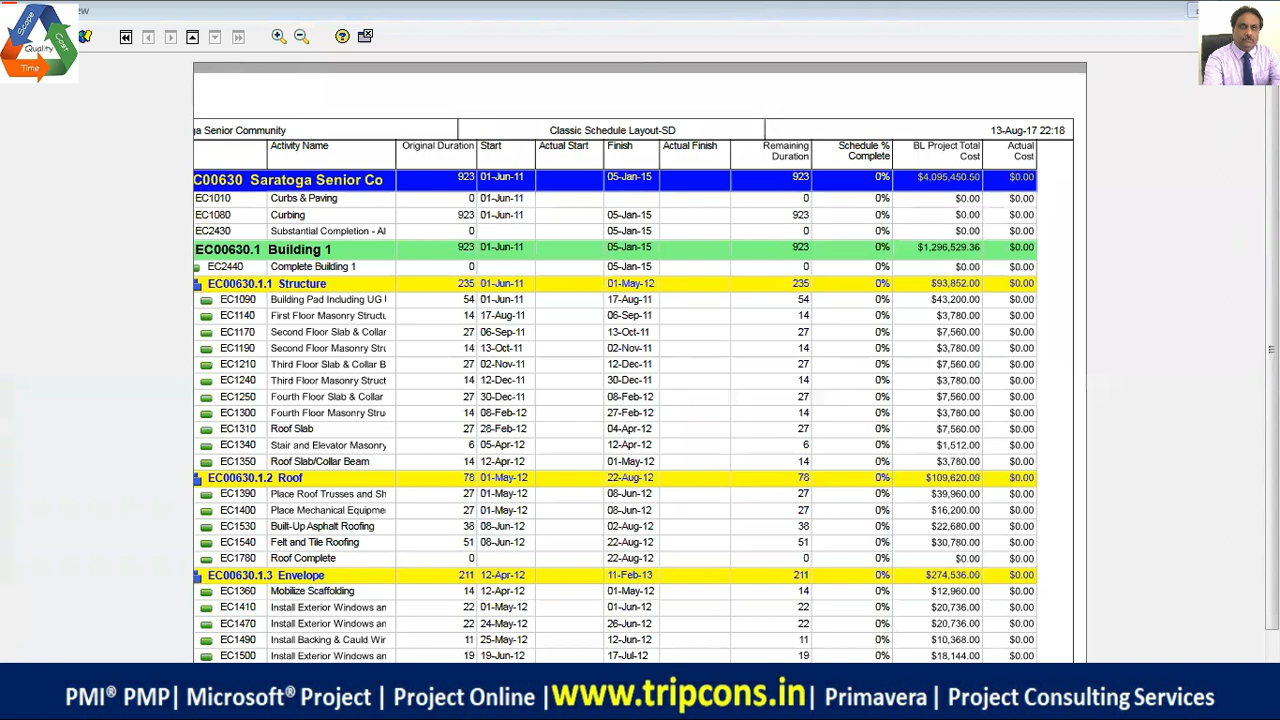 ew
Scope
Quality
Cost
Time
ga Senior Community Classic Schedule Layout-SD 13-Aug-17 22:18
Activity Name Original Duration Start Actual Start Finish Actual Finish Remaining Duration Schedule % Complete BL Project Total Cost Actual Cost
C00630 Saratoga Senior Co 923 01-Jun-11 05-Jan-15 923 0% $4,095,450.50 $0.00
EC1010 Curbs & Paving 0 01-Jun-11 0 0% $0.00 $0.00
EC1080 Curbing 923 01-Jun-11 05-Jan-15 923 0% $0.00 $0.00
EC2430 Substantial Completion - Al 0 05-Jan-15 0 0% $0.00 $0.00
EC00630.1 Building 1 923 01-Jun-11 05-Jan-15 923 0% $1,296,529.36 $0.00
EC2440 Complete Building 1 0 05-Jan-15 0 0% $0.00 $0.00
EC00630.1.1 Structure 235 01-Jun-11 01-May-12 235 0% $93,852.00 $0.00
EC1090 Building Pad Including UG U 54 01-Jun-11 17-Aug-11 54 0% $43,200.00 $0.00
EC1140 First Floor Masonry Structu 14 17-Aug-11 06-Sep-11 14 0% $3,780.00 $0.00
EC1170 Second Floor Slab & Collar 27 06-Sep-11 13-Oct-11 27 0% $7,560.00 $0.00
EC1190 Second Floor Masonry Stru 14 13-Oct-11 02-Nov-11 14 0% $3,780.00 $0.00
EC1210 Third Floor Slab & Collar B 27 02-Nov-11 12-Dec-11 27 0% $7,560.00 $0.00
EC1240 Third Floor Masonry Struct 14 12-Dec-11 30-Dec-11 14 0% $3,780.00 $0.00
EC1250 Fourth Floor Slab & Collar 27 30-Dec-11 08-Feb-12 27 0% $7,560.00 $0.00
EC1300 Fourth Floor Masonry Stru 14 08-Feb-12 27-Feb-12 14 0% $3,780.00 $0.00
EC1310 Roof Slab 27 28-Feb-12 04-Apr-12 27 0% $7,560.00 $0.00
EC1340 Stair and Elevator Masonry 6 05-Apr-12 12-Apr-12 6 0% $1,512.00 $0.00
EC1350 Roof Slab/Collar Beam 14 12-Apr-12 01-May-12 14 0% $3,780.00 $0.00
EC00630.1.2 Roof 78 01-May-12 22-Aug-12 78 0% $109,620.00 $0.00
EC1390 Place Roof Trusses and Sh 27 01-May-12 08-Jun-12 27 0% $39,960.00 $0.00
EC1400 Place Mechanical Equipme 27 01-May-12 08-Jun-12 27 0% $16,200.00 $0.00
EC1530 Built-Up Asphalt Roofing 38 08-Jun-12 02-Aug-12 38 0% $22,680.00 $0.00
EC1540 Felt and Tile Roofing 51 08-Jun-12 22-Aug-12 51 0% $30,780.00 $0.00
EC1780 Roof Complete 0 22-Aug-12 0 0% $0.00 $0.00
EC00630.1.3 Envelope 211 12-Apr-12 11-Feb-13 211 0% $274,536.00 $0.00
EC1360 Mobilize Scaffolding 14 12-Apr-12 01-May-12 14 0% $12,960.00 $0.00
EC1410 Install Exterior Windows an 22 01-May-12 01-Jun-12 22 0% $20,736.00 $0.00
EC1470 Install Exterior Windows an 22 24-May-12 26-Jun-12 22 0% $20,736.00 $0.00
EC1490 Install Backing & Cauld Wir 11 25-May-12 12-Jun-12 11 0% $10,368.00 $0.00
EC1500 Install Exterior Windows an 19 19-Jun-12 17-Jul-12 19 0% $18,144.00 $0.00
PMI® PMP| Microsoft® Project | Project Online |www.tripcons.in| Primavera | Project Consulting Services